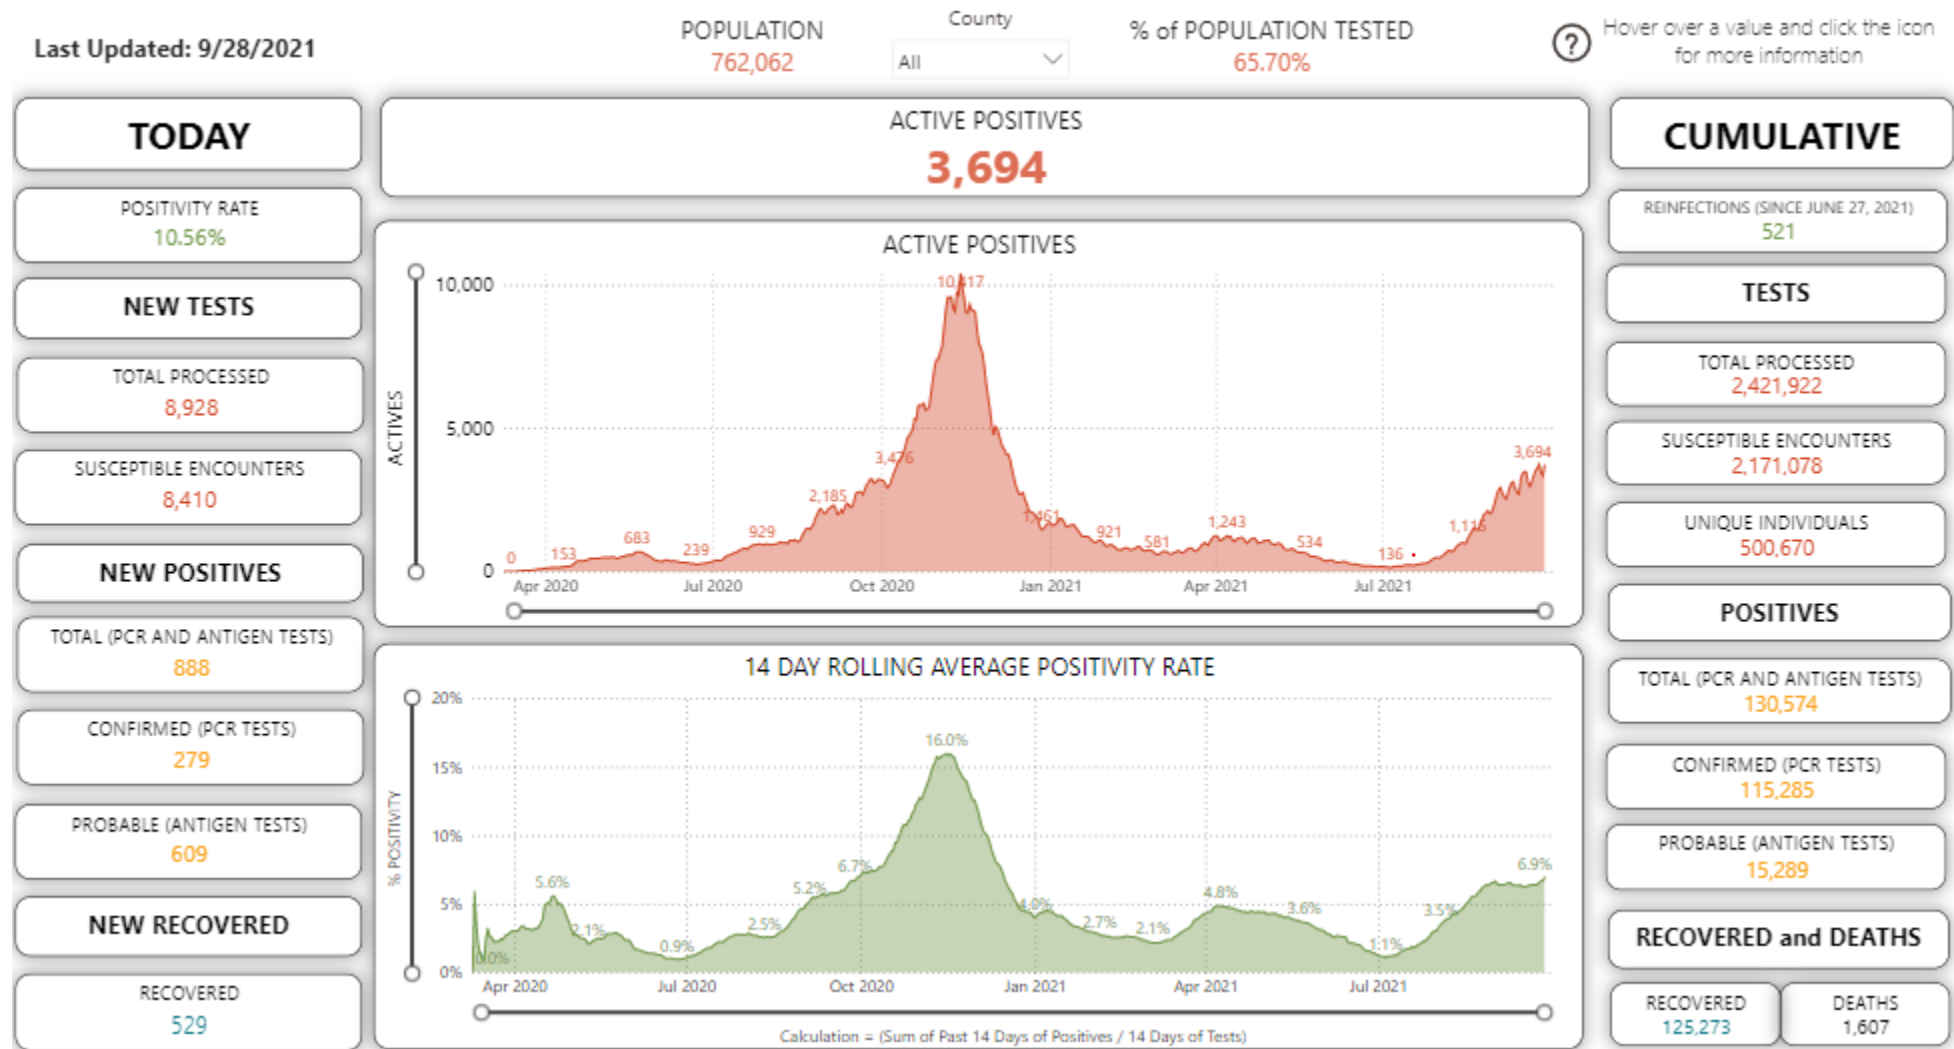 Last Updated: 9/28/2021
POPULATION
762,062
County
All
% of POPULATION TESTED
65.70%
?
Hover over a value and click the icon
for more information
TODAY
POSITIVITY RATE
10.56%
NEW TESTS
TOTAL PROCESSED
8,928
SUSCEPTIBLE ENCOUNTERS
8,410
NEW POSITIVES
TOTAL (PCR AND ANTIGEN TESTS)
888
CONFIRMED (PCR TESTS)
279
PROBABLE (ANTIGEN TESTS)
609
NEW RECOVERED
RECOVERED
529
ACTIVE POSITIVES
3,694
ACTIVE POSITIVES
ACTIVES
10,000
5,000
0
0
153
683
239
929
2,185
3,476
10,417
1,461
921
581
1,243
534
136
1,115
3,694
Apr 2020
Jul 2020
Oct 2020
Jan 2021
Apr 2021
Jul 2021
14 DAY ROLLING AVERAGE POSITIVITY RATE
% POSITIVITY
20%
15%
10%
5%
0%
0.0%
5.6%
2.1%
0.9%
2.5%
5.2%
6.7%
16.0%
4.0%
2.7%
2.1%
4.8%
3.6%
1.1%
3.5%
6.9%
Apr 2020
Jul 2020
Oct 2020
Jan 2021
Apr 2021
Jul 2021
Calculation = (Sum of Past 14 Days of Positives / 14 Days of Tests)
CUMULATIVE
REINFECTIONS (SINCE JUNE 27, 2021)
521
TESTS
TOTAL PROCESSED
2,421,922
SUSCEPTIBLE ENCOUNTERS
2,171,078
UNIQUE INDIVIDUALS
500,670
POSITIVES
TOTAL (PCR AND ANTIGEN TESTS)
130,574
CONFIRMED (PCR TESTS)
115,285
PROBABLE (ANTIGEN TESTS)
15,289
RECOVERED and DEATHS
RECOVERED
125,273
DEATHS
1,607